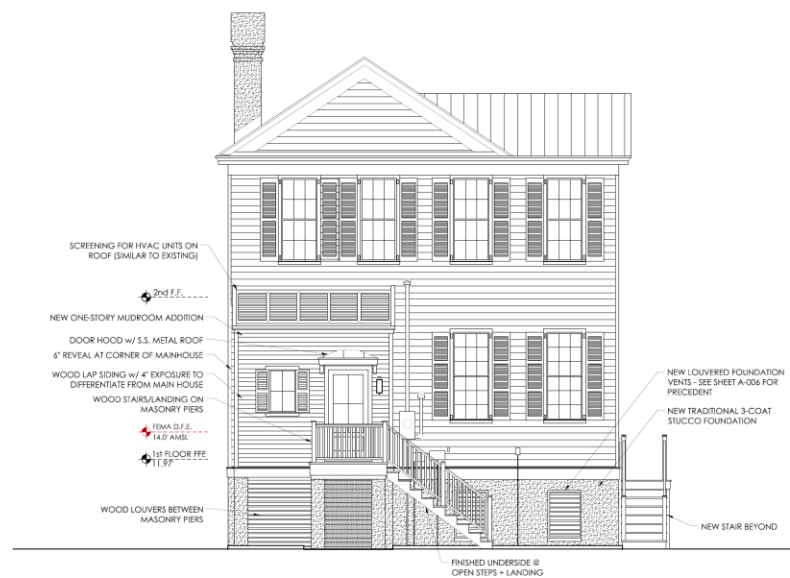 SCREENING FOR HVAC UNITS ON
ROOF (SIMILAR TO EXISTING)
2nd F.F.
NEW ONE-STORY MUDROOM ADDITION
DOOR HOOD w/ S.S. METAL ROOF
6" REVEAL AT CORNER OF MAINHOUSE
WOOD LAP SIDING w/ 4" EXPOSURE TO
DIFFERENTIATE FROM MAIN HOUSE
WOOD STAIRS/LANDING ON
MASONRY PIERS
FEMA D.F.E.
14.0' AMSL
1st FLOOR FFE
11.97'
WOOD LOUVERS BETWEEN
MASONRY PIERS
NEW LOUVERED FOUNDATION
VENTS - SEE SHEET A-006 FOR
PRECEDENT
NEW TRADITIONAL 3-COAT
STUCCO FOUNDATION
NEW STAIR BEYOND
FINISHED UNDERSIDE @
OPEN STEPS + LANDING